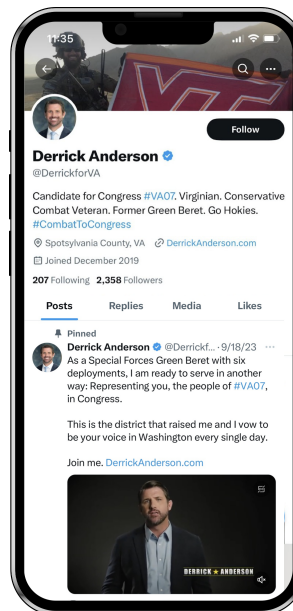 11:35
Follow
Derrick Anderson
@DerrickforVA
Candidate for Congress #VA07. Virginian. Conservative
Combat Veteran. Former Green Beret. Go Hokies.
#CombatToCongress
Spotsylvania County, VA DerrickAnderson.com
Joined December 2019
207 Following 2,358 Followers
Posts Replies Media Likes
Pinned
Derrick Anderson @Derrickf... · 9/18/23 ···
As a Special Forces Green Beret with six
deployments, I am ready to serve in another
way: Representing you, the people of #VA07,
in Congress.
This is the district that raised me and I vow to
be your voice in Washington every single day.
Join me. DerrickAnderson.com
DERRICK ★ ANDERSON